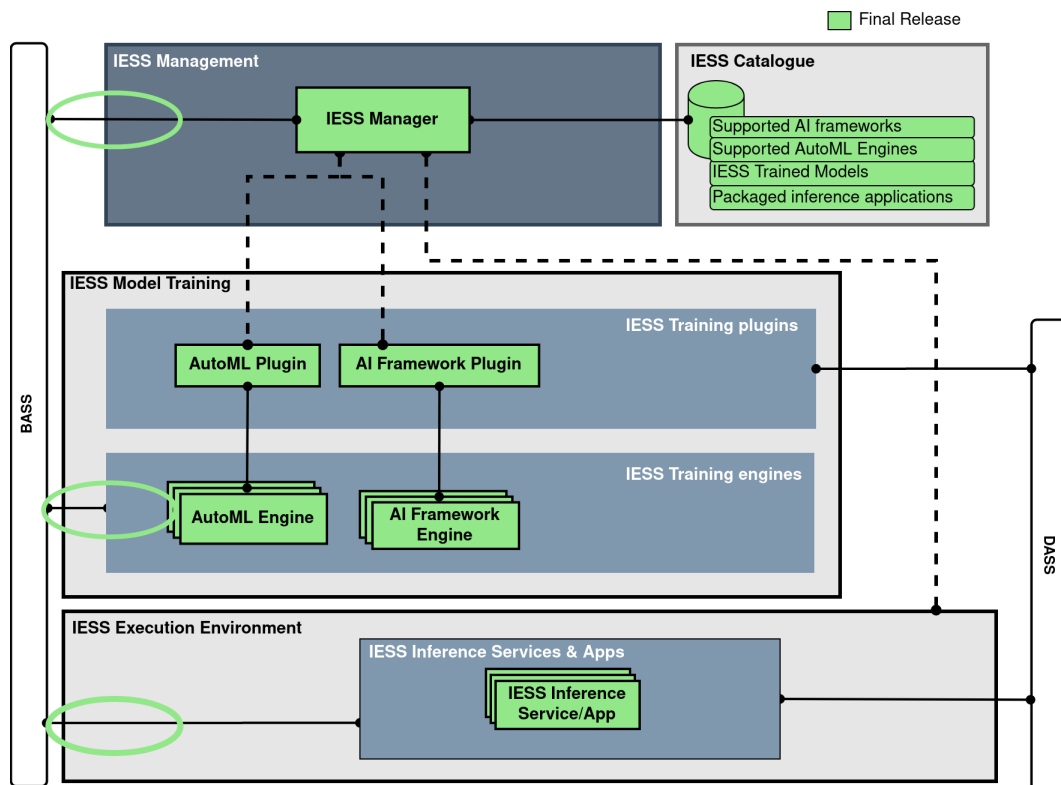 Final Release
IESS Management
IESS Catalogue
IESS Manager
Supported AI frameworks
Supported AutoML Engines
IESS Trained Models
Packaged inference applications
IESS Model Training
IESS Training plugins
AutoML Plugin
AI Framework Plugin
BASS
IESS Training engines
AutoML Engine
AI Framework
Engine
DASS
IESS Execution Environment
IESS Inference Services & Apps
IESS Inference
Service/App